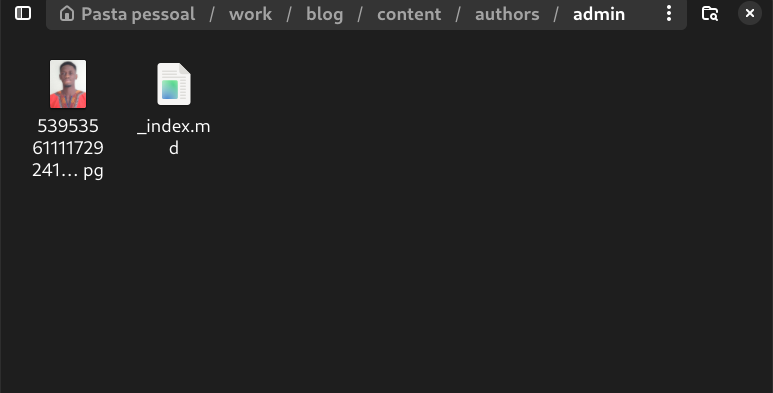 Pasta pessoal / work / blog / content / authors / admin
539535
61111729
241... pg
_index.m
d